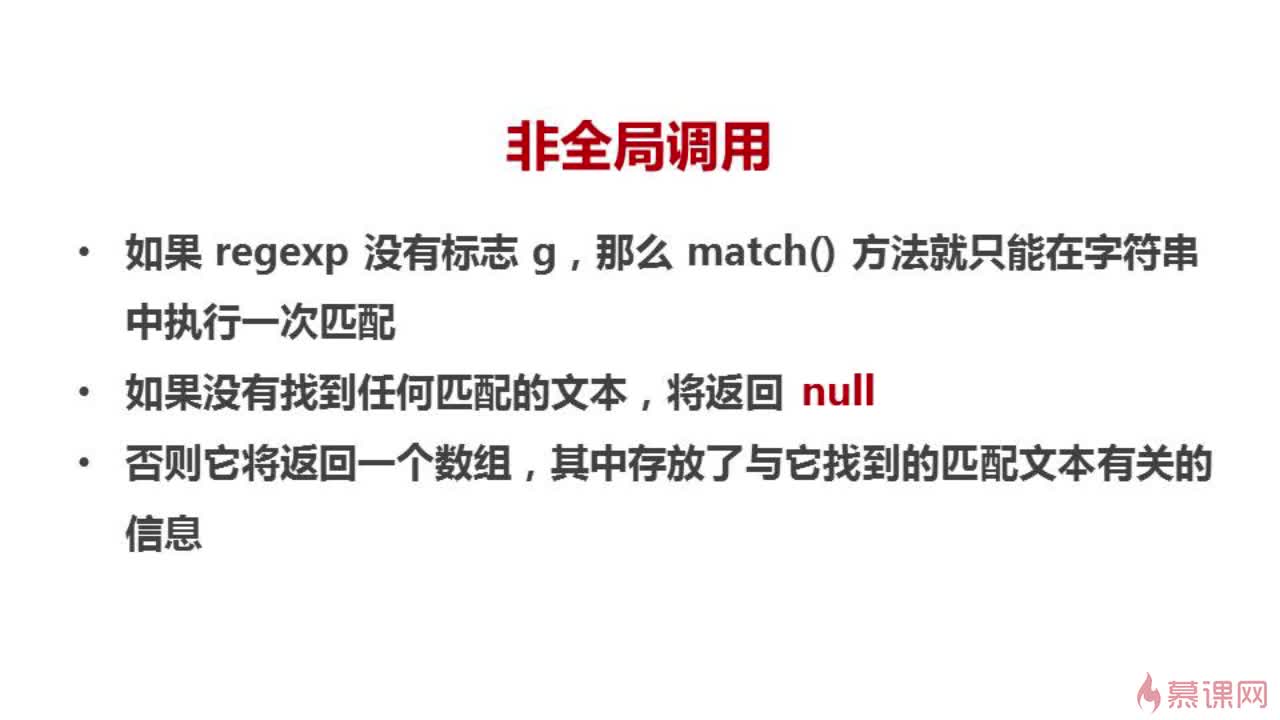 非全局调用
• 如果 regexp 没有标志 g，那么 match() 方法就只能在字符串
中执行一次匹配
• 如果没有找到任何匹配的文本，将返回 null
• 否则它将返回一个数组，其中存放了与它找到的匹配文本有关的
信息
慕课网